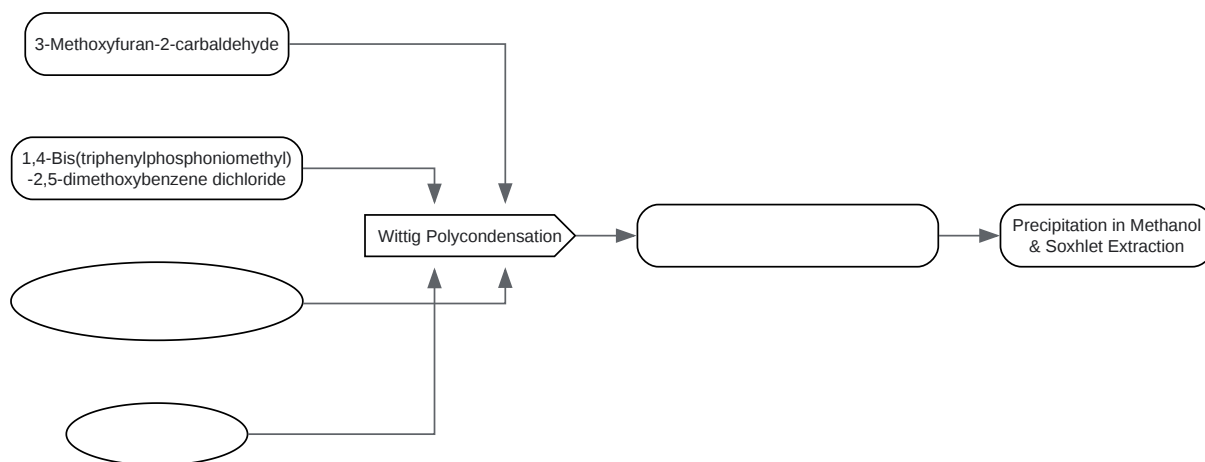 3-Methoxyfuran-2-carbaldehyde
1,4-Bis(triphenylphosphoniomethyl)
-2,5-dimethoxybenzene dichloride
Wittig Polycondensation
Precipitation in Methanol
& Soxhlet Extraction